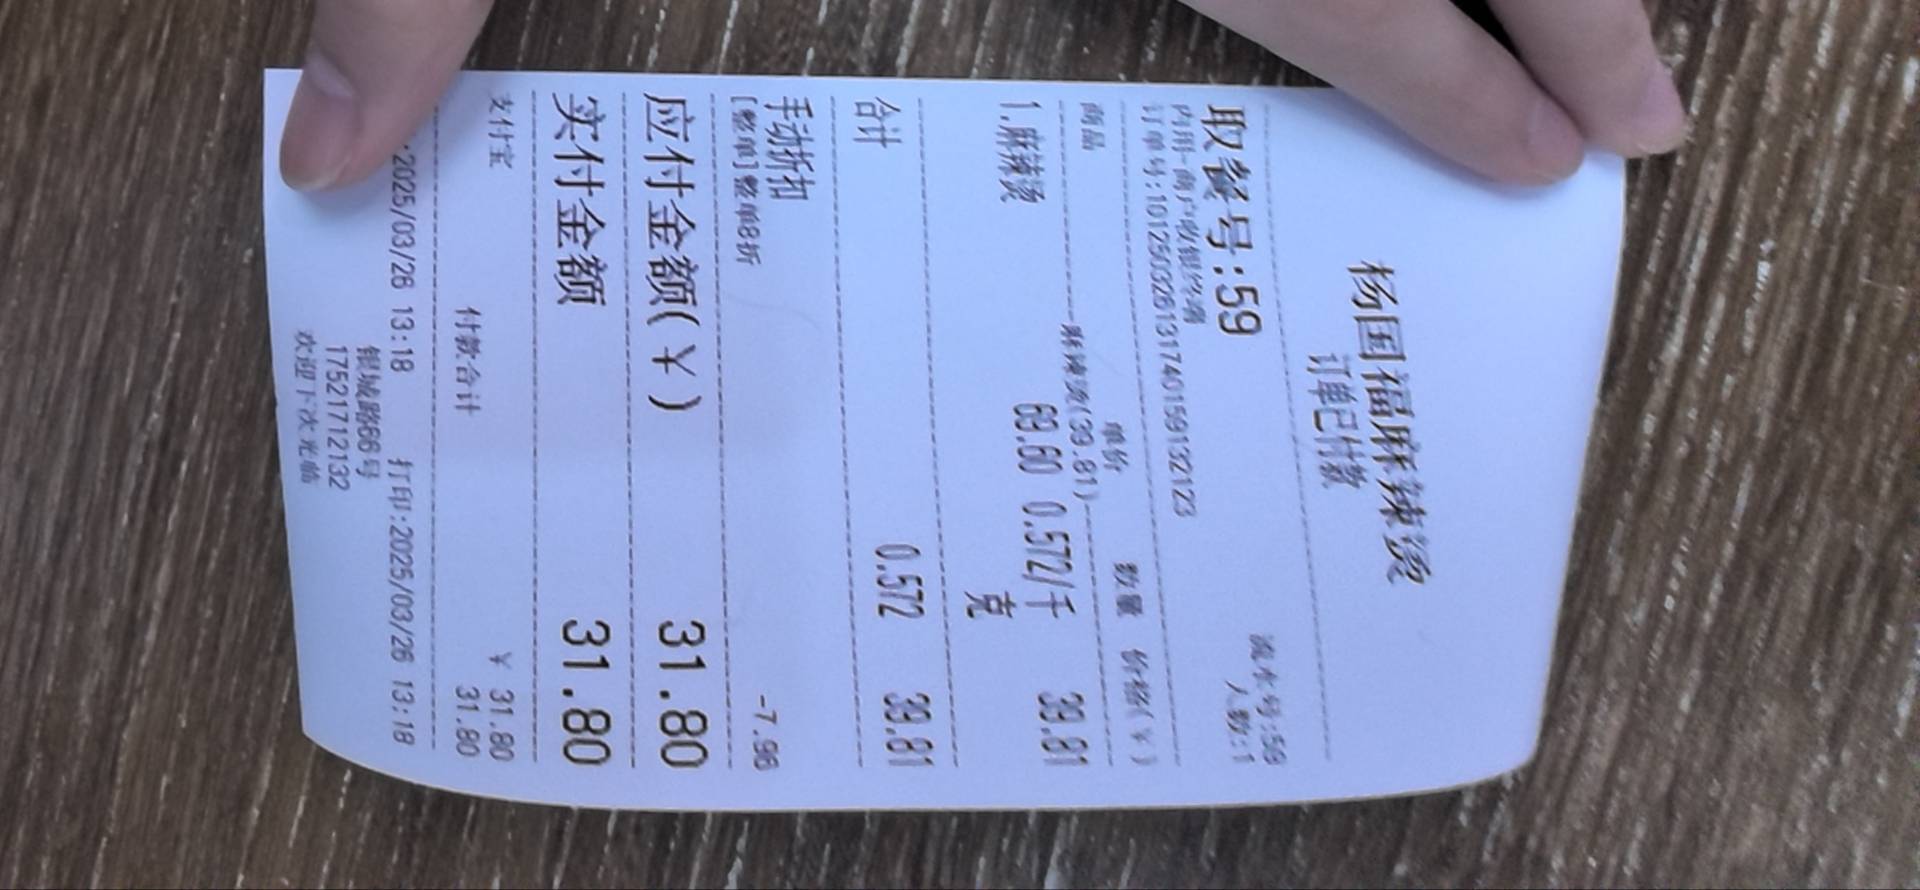 杨国福麻辣烫
订单已付款
取餐号:59
流水号:59
内用-商户收银
人数:1
订单号:101250326131740159132123
商品 单价 数量 价格(¥)
麻辣烫(39.81)
1.麻辣烫 69.60 0.572/千克 39.81
合计 0.572 39.81
手动折扣
[整单]整单8折 -7.96
应付金额(¥) 31.80
实付金额 31.80
支付宝 ¥ 31.80
付款合计 31.80
:2025/03/26 13:18 打印:2025/03/26 13:18
银城路66号
17521712132
欢迎下次光临